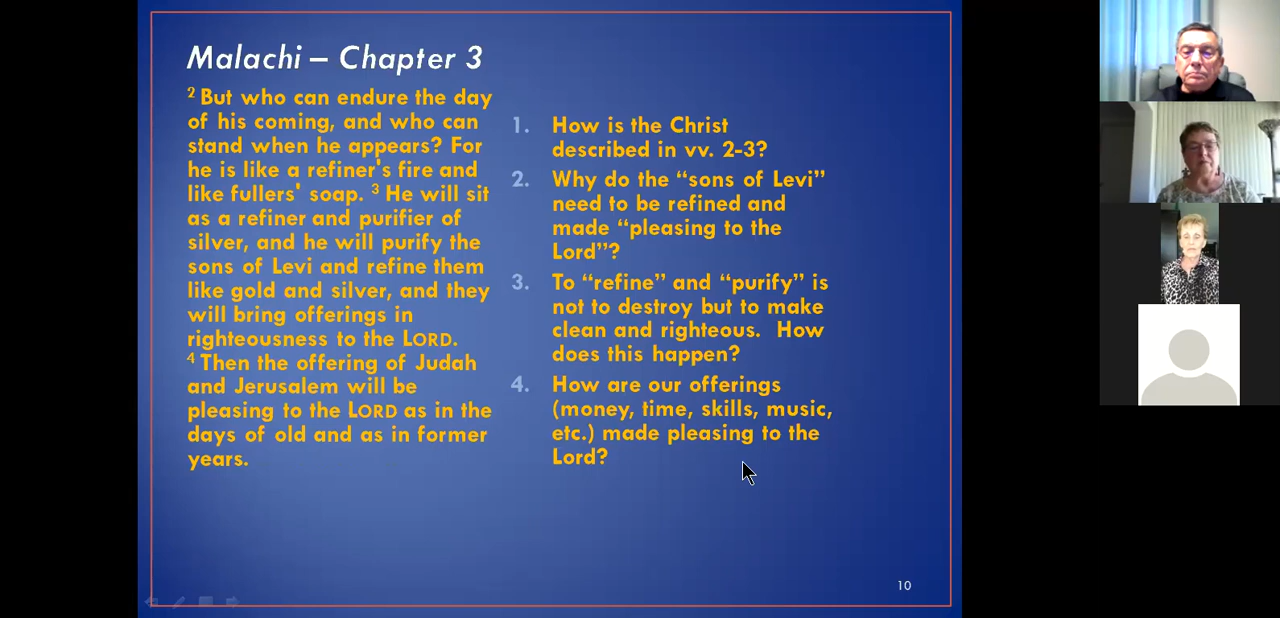 Malachi – Chapter 3
² But who can endure the day
of his coming, and who can
stand when he appears? For
he is like a refiner's fire and
like fullers' soap. ³ He will sit
as a refiner and purifier of
silver, and he will purify the
sons of Levi and refine them
like gold and silver, and they
will bring offerings in
righteousness to the LORD.
⁴ Then the offering of Judah
and Jerusalem will be
pleasing to the LORD as in the
days of old and as in former
years.
1. How is the Christ
described in vv. 2-3?
2. Why do the “sons of Levi”
need to be refined and
made “pleasing to the
Lord”?
3. To “refine” and “purify” is
not to destroy but to make
clean and righteous.  How
does this happen?
4. How are our offerings
(money, time, skills, music,
etc.) made pleasing to the
Lord?
10